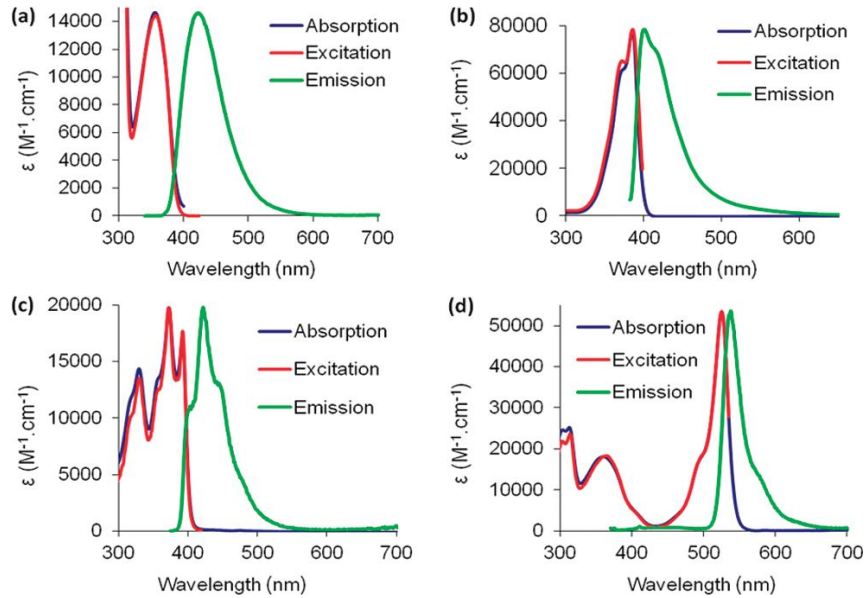 (a)
14000
12000
10000
8000
6000
4000
2000
0
ε (M⁻¹.cm⁻¹)
300 400 500 600 700
Wavelength (nm)
Absorption
Excitation
Emission
(b)
80000
60000
40000
20000
0
ε (M⁻¹.cm⁻¹)
300 400 500 600
Wavelength (nm)
Absorption
Excitation
Emission
(c)
20000
15000
10000
5000
0
ε (M⁻¹.cm⁻¹)
300 400 500 600 700
Wavelength (nm)
Absorption
Excitation
Emission
(d)
50000
40000
30000
20000
10000
0
ε (M⁻¹.cm⁻¹)
300 400 500 600 700
Wavelength (nm)
Absorption
Excitation
Emission